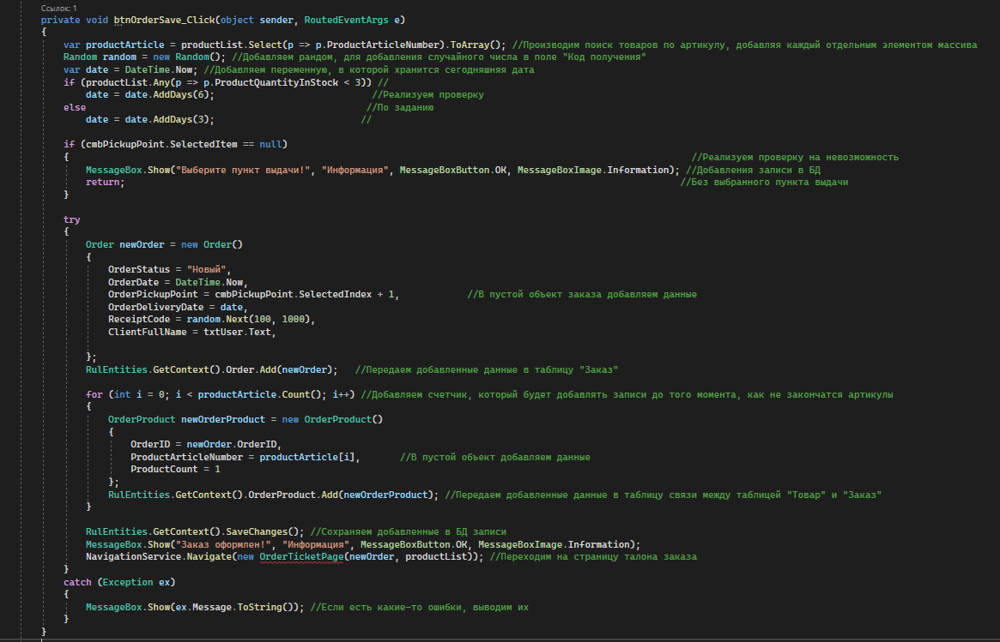 Ссылок: 1
private void btnOrderSave_Click(object sender, RoutedEventArgs e)
{
var productArticle = productList.Select(p => p.ProductArticleNumber).ToArray(); //Производим поиск товаров по артикулу, добавляя каждый отдельным элементом массива
Random random = new Random(); //Добавляем рандом, для добавления случайного числа в поле "Код получения"
var date = DateTime.Now; //Добавляем переменную, в которой хранится сегодняшняя дата
if (productList.Any(p => p.ProductQuantityInStock < 3)) //
date = date.AddDays(6); //Реализуем проверку
else //По заданию
date = date.AddDays(3); //
if (cmbPickupPoint.SelectedItem == null)
{ //Реализуем проверку на невозможность
MessageBox.Show("Выберите пункт выдачи!", "Информация", MessageBoxButton.OK, MessageBoxImage.Information); //Добавления записи в БД
return; //Без выбранного пункта выдачи
}
try
{
Order newOrder = new Order()
{
OrderStatus = "Новый",
OrderDate = DateTime.Now,
OrderPickupPoint = cmbPickupPoint.SelectedIndex + 1, //В пустой объект заказа добавляем данные
OrderDeliveryDate = date,
ReceiptCode = random.Next(100, 1000),
ClientFullName = txtUser.Text,
};
RulEntities.GetContext().Order.Add(newOrder); //Передаем добавленные данные в таблицу "Заказ"
for (int i = 0; i < productArticle.Count(); i++) //Добавляем счетчик, который будет добавлять записи до того момента, как не закончатся артикулы
{
OrderProduct newOrderProduct = new OrderProduct()
{
OrderID = newOrder.OrderID,
ProductArticleNumber = productArticle[i], //В пустой объект добавляем данные
ProductCount = 1
};
RulEntities.GetContext().OrderProduct.Add(newOrderProduct); //Передаем добавленные данные в таблицу связи между таблицей "Товар" и "Заказ"
}
RulEntities.GetContext().SaveChanges(); //Сохраняем добавленные в БД записи
MessageBox.Show("Заказ оформлен!", "Информация", MessageBoxButton.OK, MessageBoxImage.Information);
NavigationService.Navigate(new OrderTicketPage(newOrder, productList)); //Переходим на страницу талона заказа
}
catch (Exception ex)
{
MessageBox.Show(ex.Message.ToString()); //Если есть какие-то ошибки, выводим их
}
}